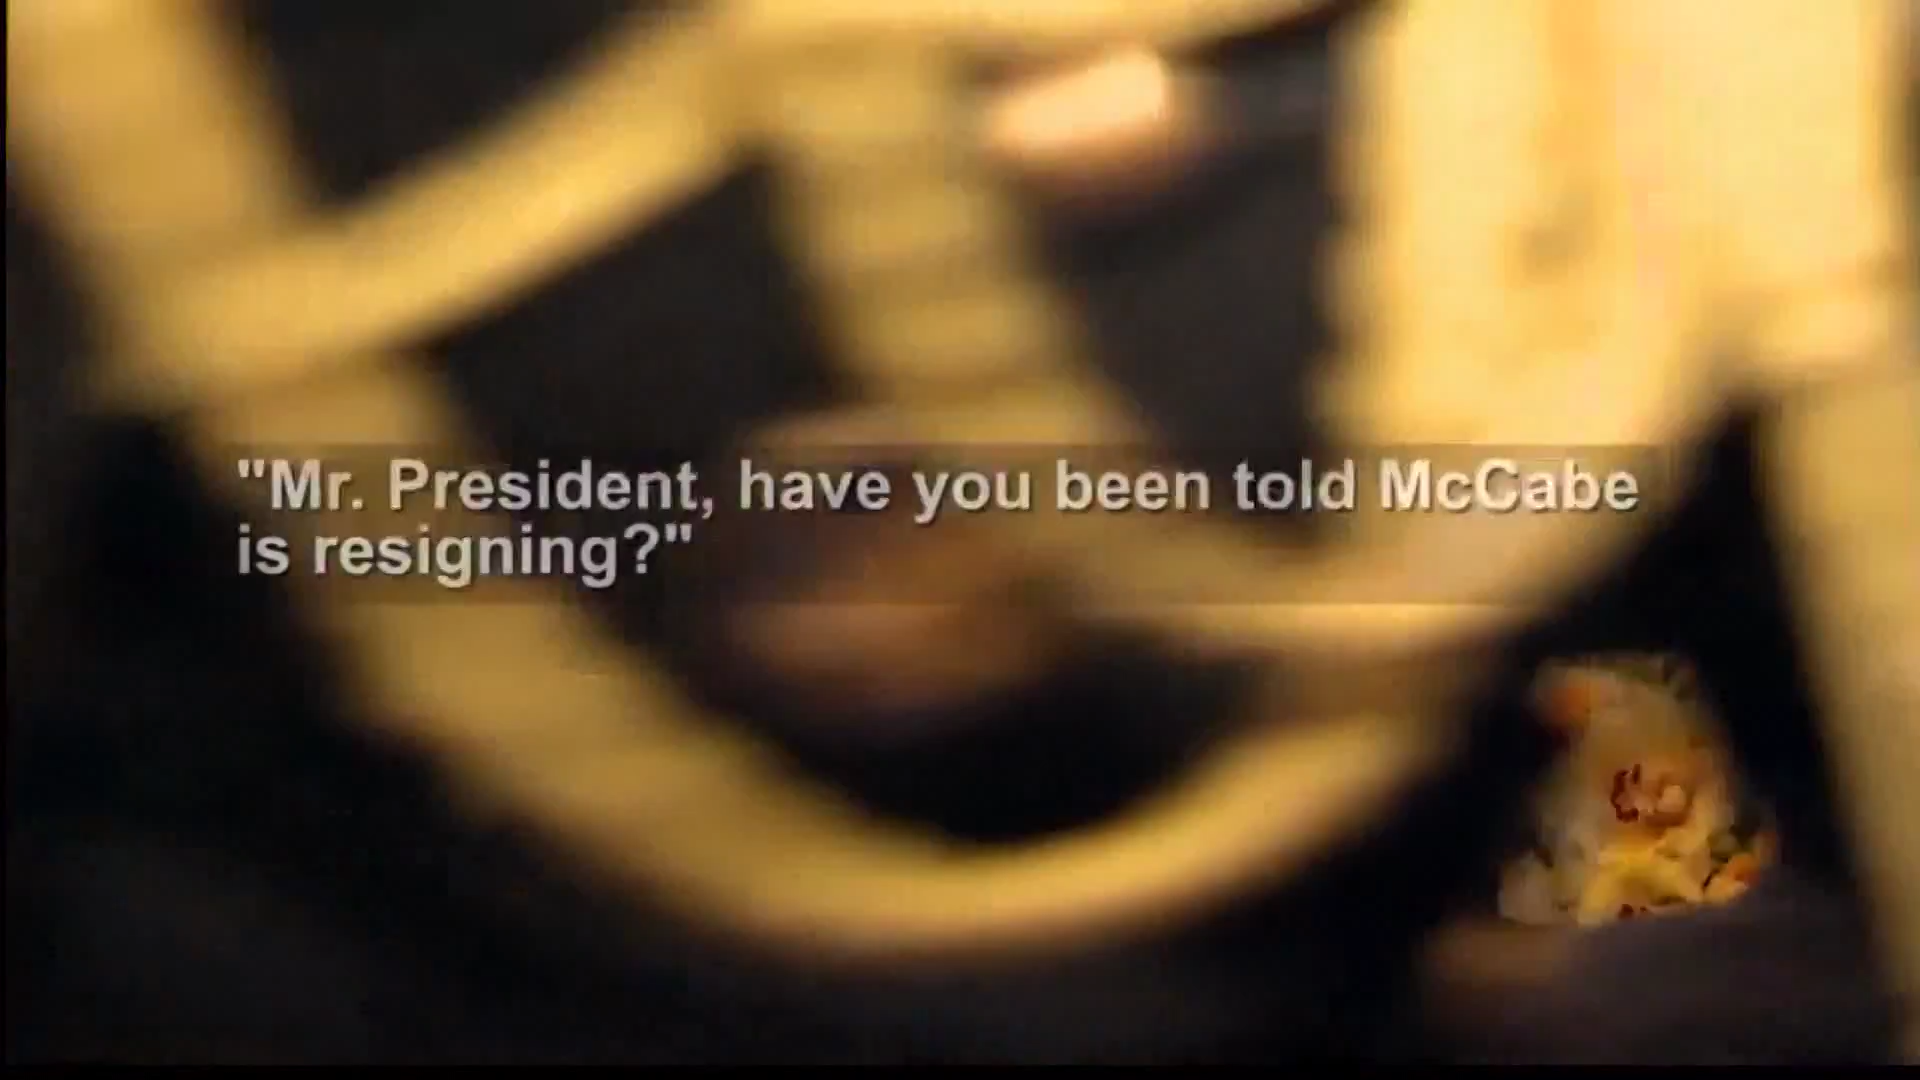 "Mr. President, have you been told McCabe
is resigning?"